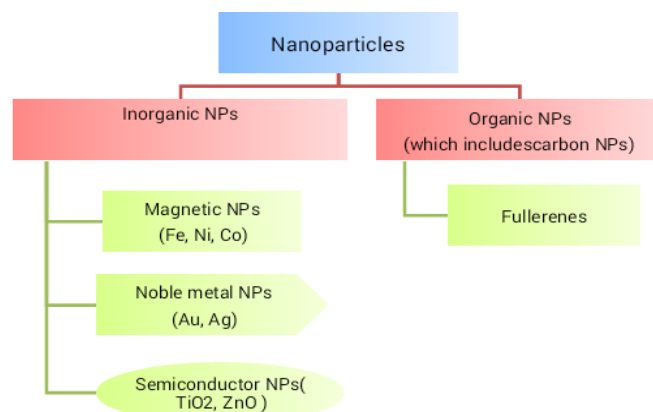 Nanoparticles
Inorganic NPs
Organic NPs
(which includescarbon NPs)
Magnetic NPs
(Fe, Ni, Co)
Fullerenes
Noble metal NPs
(Au, Ag)
Semiconductor NPs(
TiO2, ZnO )